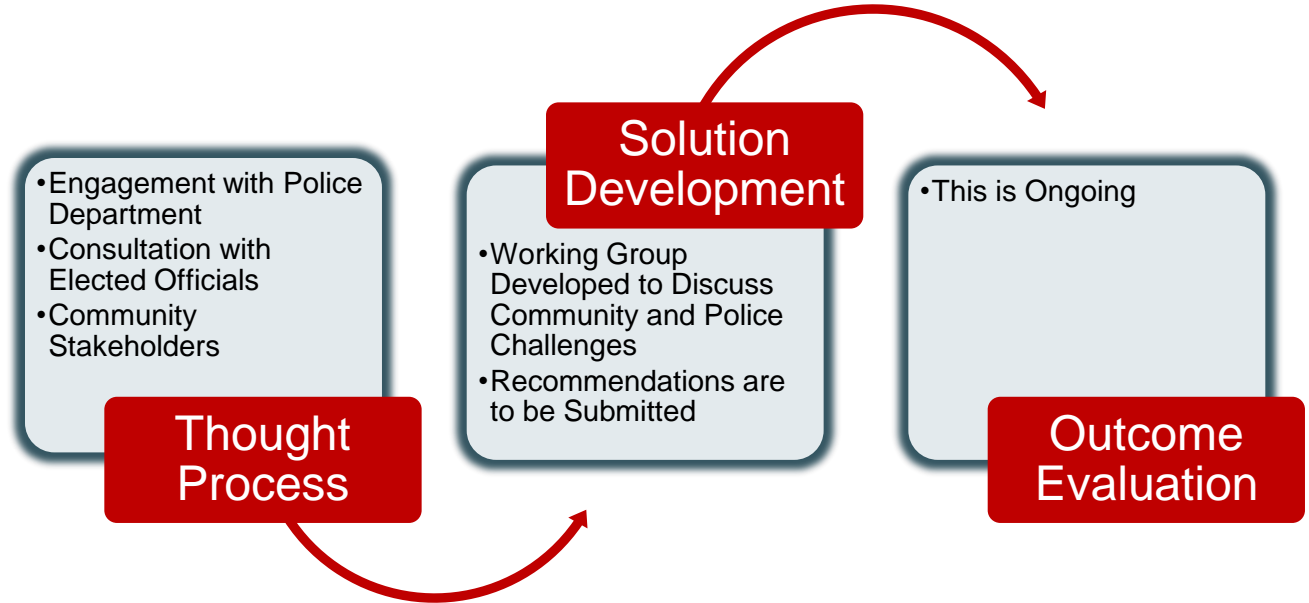 •Engagement with Police
Department
•Consultation with
Elected Officials
•Community
Stakeholders
Thought
Process
Solution
Development
•Working Group
Developed to Discuss
Community and Police
Challenges
•Recommendations are
to be Submitted
•This is Ongoing
Outcome
Evaluation